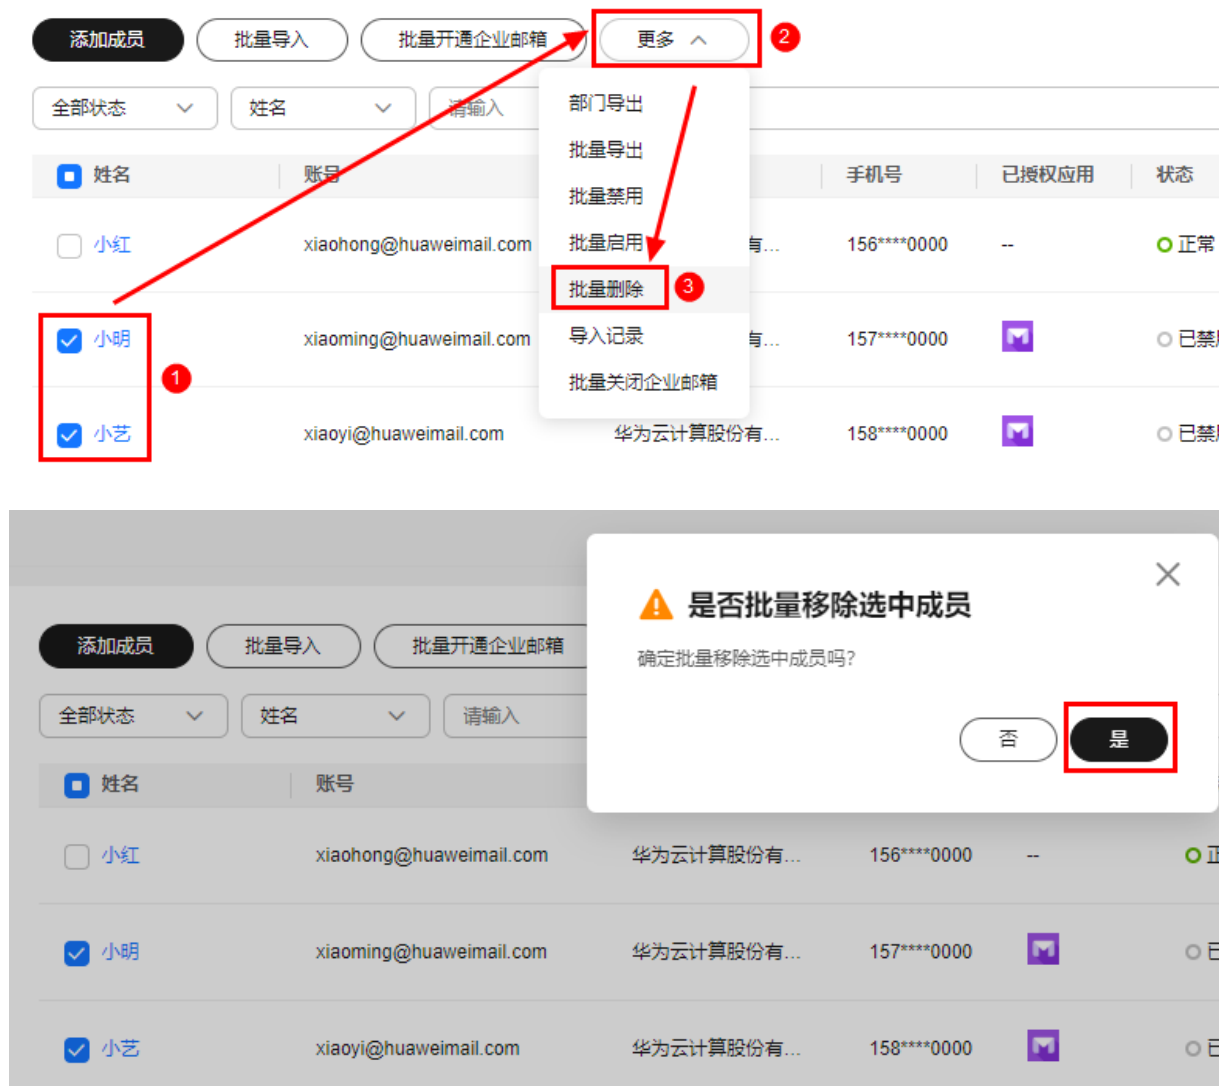 添加成员 批量导入 批量开通企业邮箱 更多 2
部门导出
全部状态 姓名 请输入
批量导出
姓名 账号 手机号 已授权应用 状态
批量禁用
批量启用
小红 xiaohong@huaweimail.com 有... 156****0000 -- 正常
批量删除 3
导入记录
小明 xiaoming@huaweimail.com 有... 157****0000 已禁
1
批量关闭企业邮箱
小艺 xiaoyi@huaweimail.com 华为云计算股份有... 158****0000 已禁
是否批量移除选中成员
确定批量移除选中成员吗?
否 是
添加成员 批量导入 批量开通企业邮箱
全部状态 姓名 请输入
姓名 账号
小红 xiaohong@huaweimail.com 华为云计算股份有... 156****0000 --
小明 xiaoming@huaweimail.com 华为云计算股份有... 157****0000
小艺 xiaoyi@huaweimail.com 华为云计算股份有... 158****0000